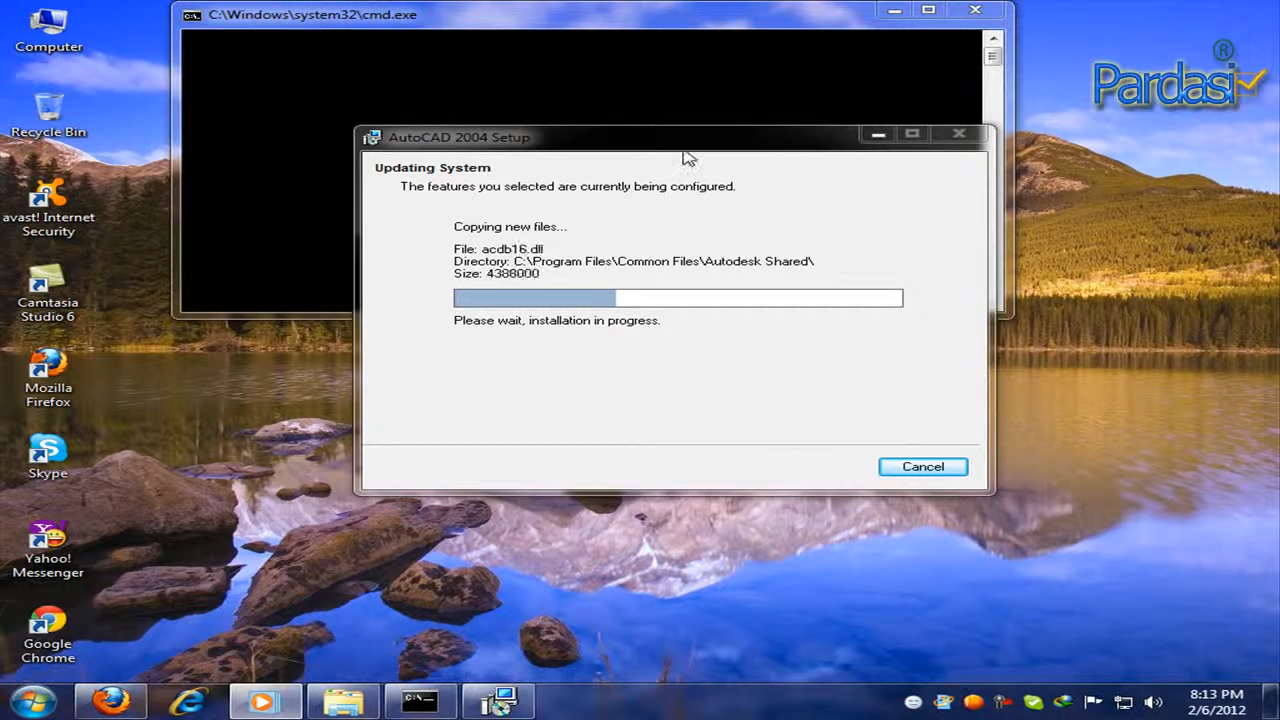 C:\Windows\system32\cmd.exe
Computer
Pardasi®
Recycle Bin
AutoCAD 2004 Setup
Updating System
The features you selected are currently being configured.
Copying new files...
File: acdb16.dll
Directory: C:\Program Files\Common Files\Autodesk Shared\
Size: 4388000
Please wait, installation in progress.
Cancel
avast! Internet
Security
Camtasia
Studio 6
Mozilla
Firefox
Skype
Yahoo!
Messenger
Google
Chrome
8:13 PM
2/6/2012